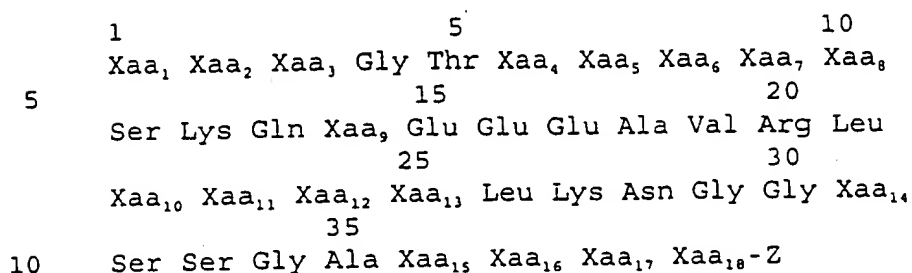 1 5 10
Xaa₁ Xaa₂ Xaa₃ Gly Thr Xaa₄ Xaa₅ Xaa₆ Xaa₇ Xaa₈
5 15 20
Ser Lys Gln Xaa₉ Glu Glu Glu Ala Val Arg Leu
25 30
Xaa₁₀ Xaa₁₁ Xaa₁₂ Xaa₁₃ Leu Lys Asn Gly Gly Xaa₁₄
35
10 Ser Ser Gly Ala Xaa₁₅ Xaa₁₆ Xaa₁₇ Xaa₁₈-Z